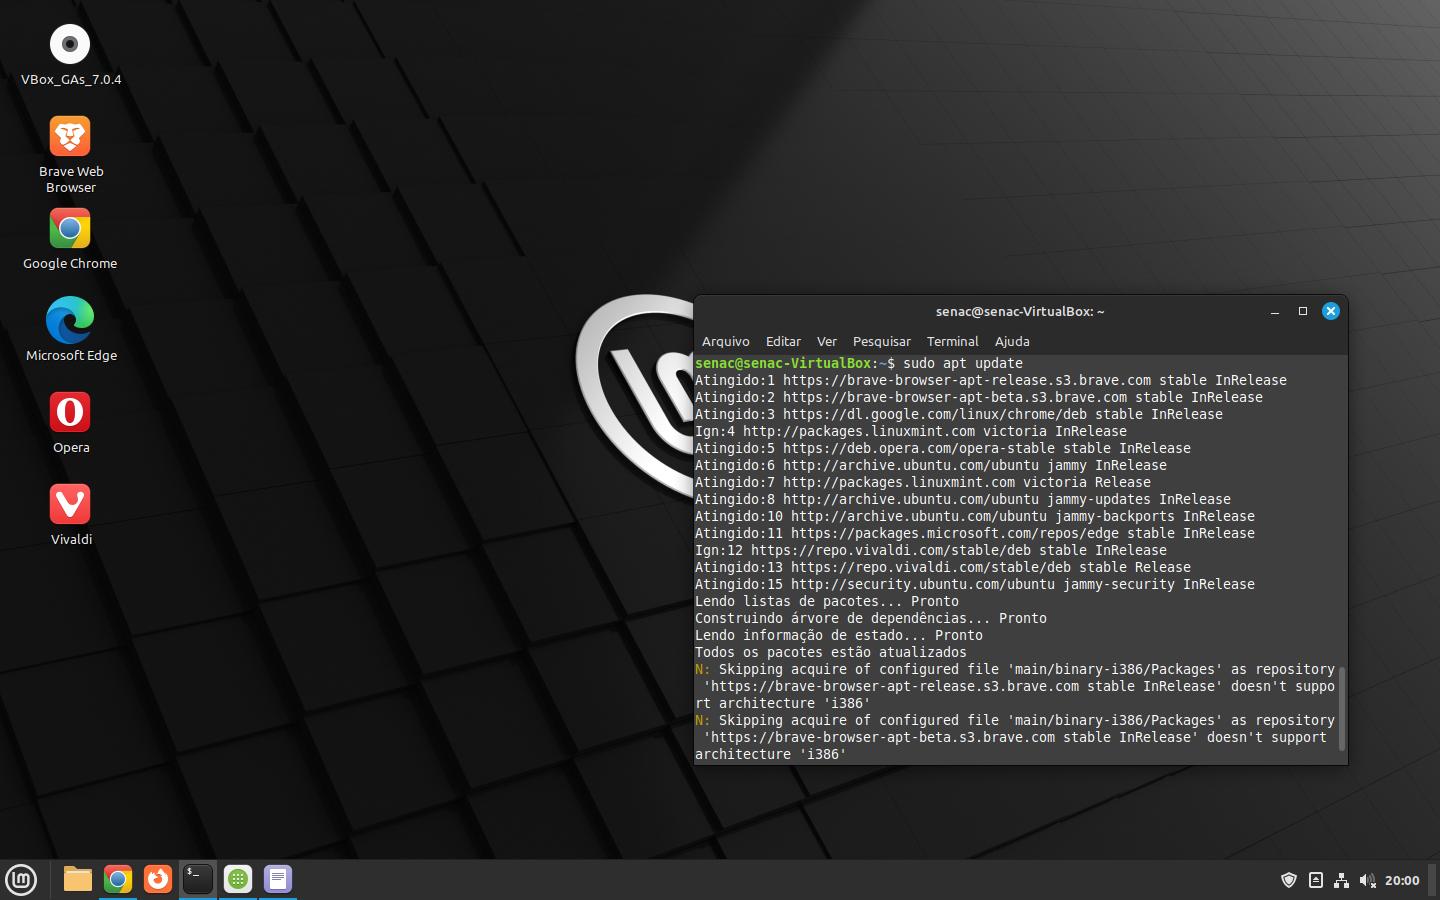 VBox_GAs_7.0.4
Brave Web
Browser
Google Chrome
Microsoft Edge
Opera
Vivaldi
senac@senac-VirtualBox: ~
Arquivo Editar Ver Pesquisar Terminal Ajuda
senac@senac-VirtualBox:~$ sudo apt update
Atingido:1 https://brave-browser-apt-release.s3.brave.com stable InRelease
Atingido:2 https://brave-browser-apt-beta.s3.brave.com stable InRelease
Atingido:3 https://dl.google.com/linux/chrome/deb stable InRelease
Ign:4 http://packages.linuxmint.com victoria InRelease
Atingido:5 https://deb.opera.com/opera-stable stable InRelease
Atingido:6 http://archive.ubuntu.com/ubuntu jammy InRelease
Atingido:7 http://packages.linuxmint.com victoria Release
Atingido:8 http://archive.ubuntu.com/ubuntu jammy-updates InRelease
Atingido:10 http://archive.ubuntu.com/ubuntu jammy-backports InRelease
Atingido:11 https://packages.microsoft.com/repos/edge stable InRelease
Ign:12 https://repo.vivaldi.com/stable/deb stable InRelease
Atingido:13 https://repo.vivaldi.com/stable/deb stable Release
Atingido:15 http://security.ubuntu.com/ubuntu jammy-security InRelease
Lendo listas de pacotes... Pronto
Construindo árvore de dependências... Pronto
Lendo informação de estado... Pronto
Todos os pacotes estão atualizados
N: Skipping acquire of configured file 'main/binary-i386/Packages' as repository
'https://brave-browser-apt-release.s3.brave.com stable InRelease' doesn't suppo
rt architecture 'i386'
N: Skipping acquire of configured file 'main/binary-i386/Packages' as repository
'https://brave-browser-apt-beta.s3.brave.com stable InRelease' doesn't support
architecture 'i386'
$_
20:00